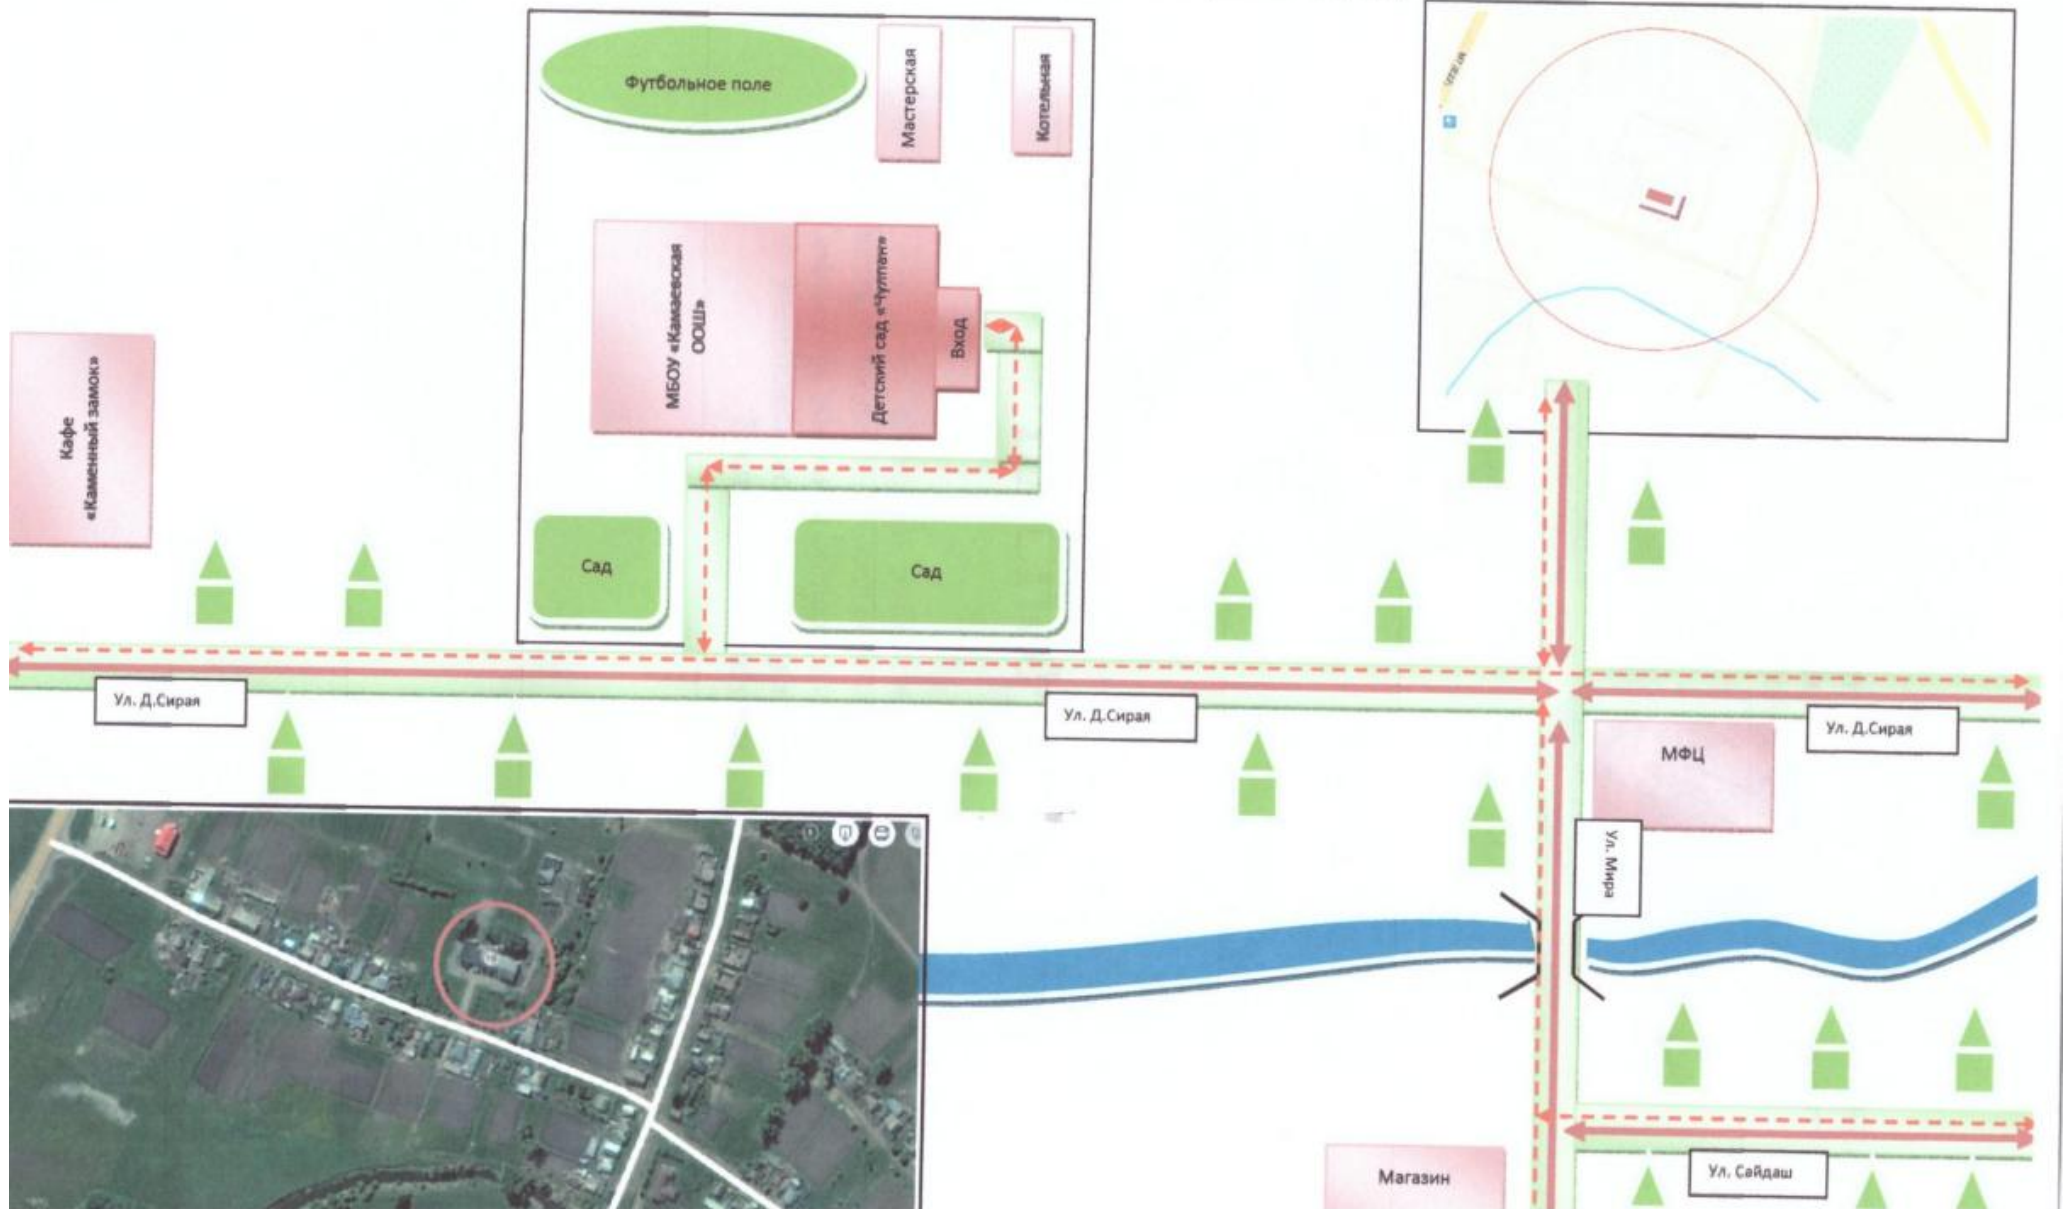 Футбольное поле
Мастерская
Котельная
МБОУ «Камаевская
ООШ»
Детский сад «Чулпан»
Вход
Кафе
«Каменный замок»
Сад
Сад
Ул. Д.Сирая
Ул. Д.Сирая
Ул. Д.Сирая
МФЦ
Ул. Мира
Магазин
Ул. Сайдаш